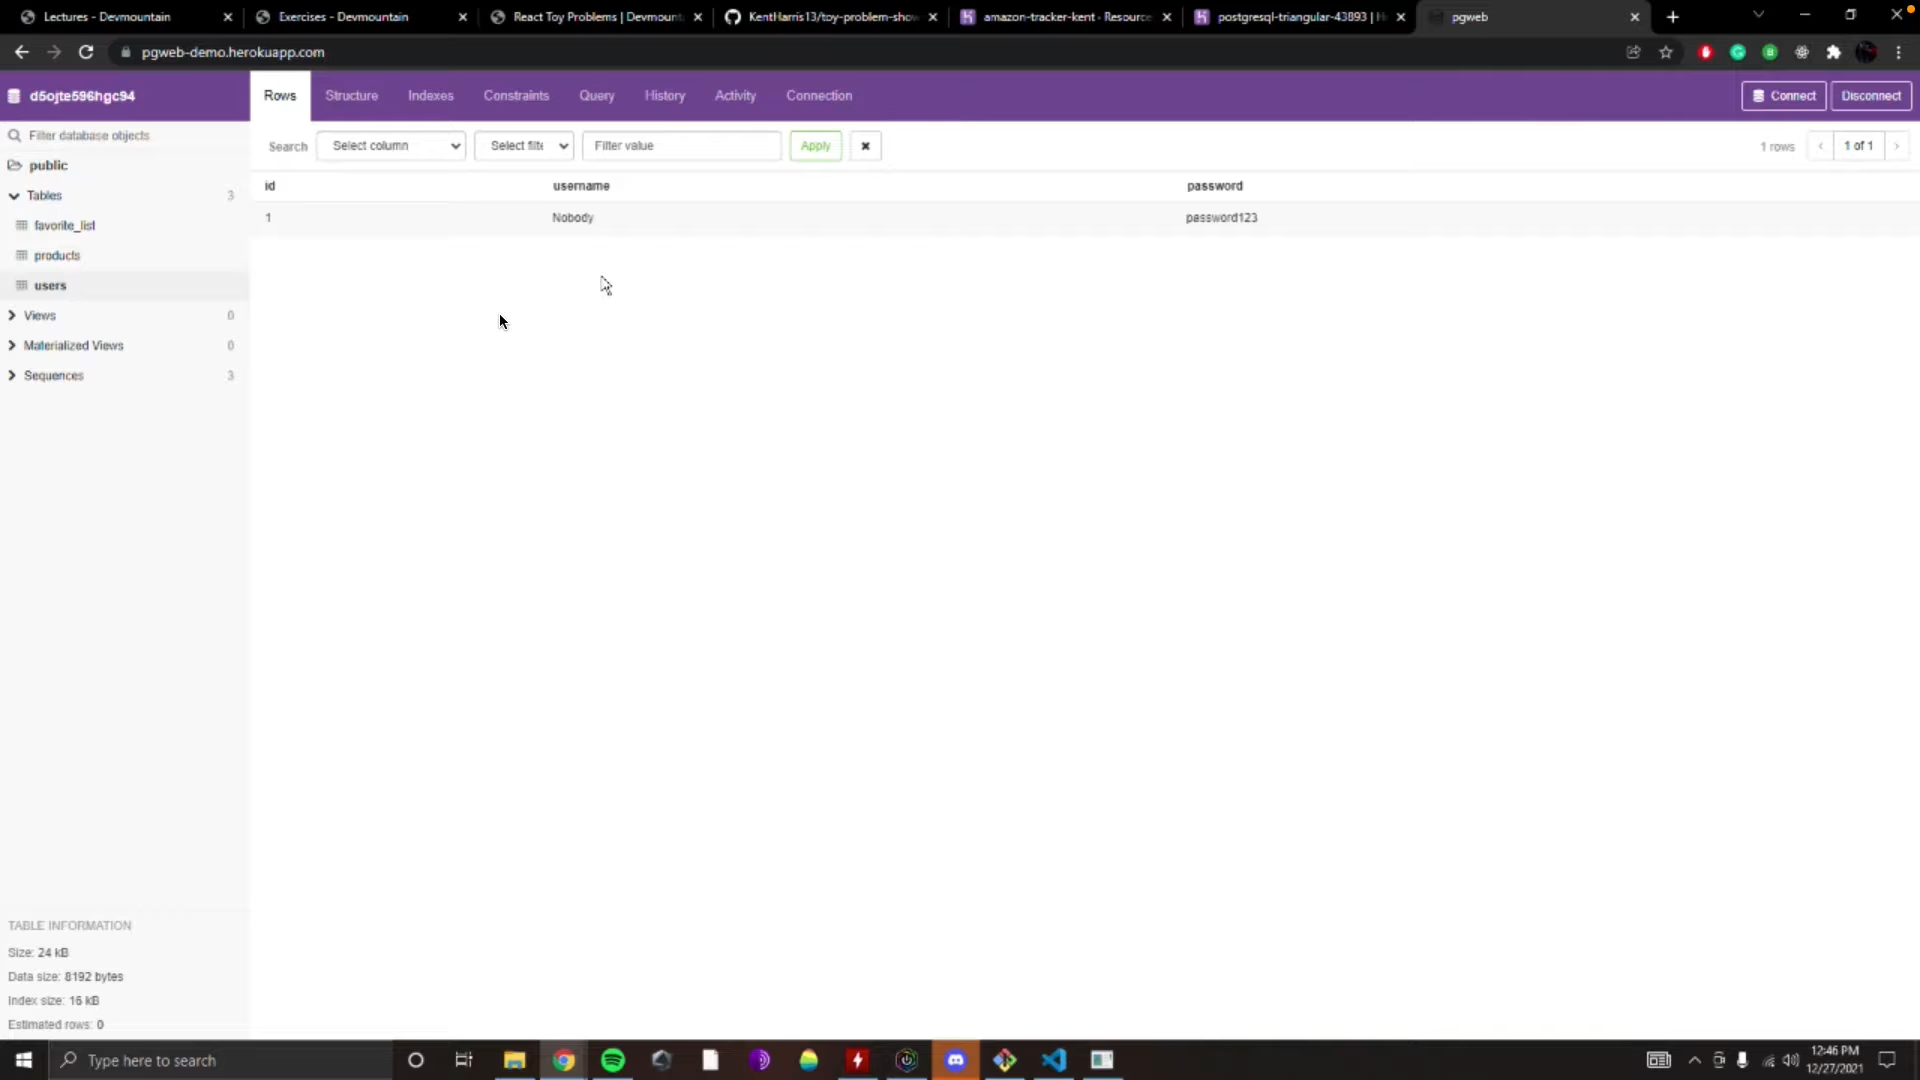 Lectures - Devmountain
Exercises - Devmountain
React Toy Problems | Devmount
KentHarris13/toy-problem-show
amazon-tracker-kent · Resource
postgresql-triangular-43893 | H
pgweb
pgweb-demo.herokuapp.com
d5ojte596hgc94
Rows
Structure
Indexes
Constraints
Query
History
Activity
Connection
Connect
Disconnect
Filter database objects
Search
Select column
Select filte
Filter value
Apply
1 rows
1 of 1
public
id
username
password
Tables 3
1
Nobody
password123
favorite_list
products
users
Views 0
Materialized Views 0
Sequences 3
TABLE INFORMATION
Size: 24 kB
Data size: 8192 bytes
Index size: 16 kB
Estimated rows: 0
Type here to search
12:46 PM
12/27/2021